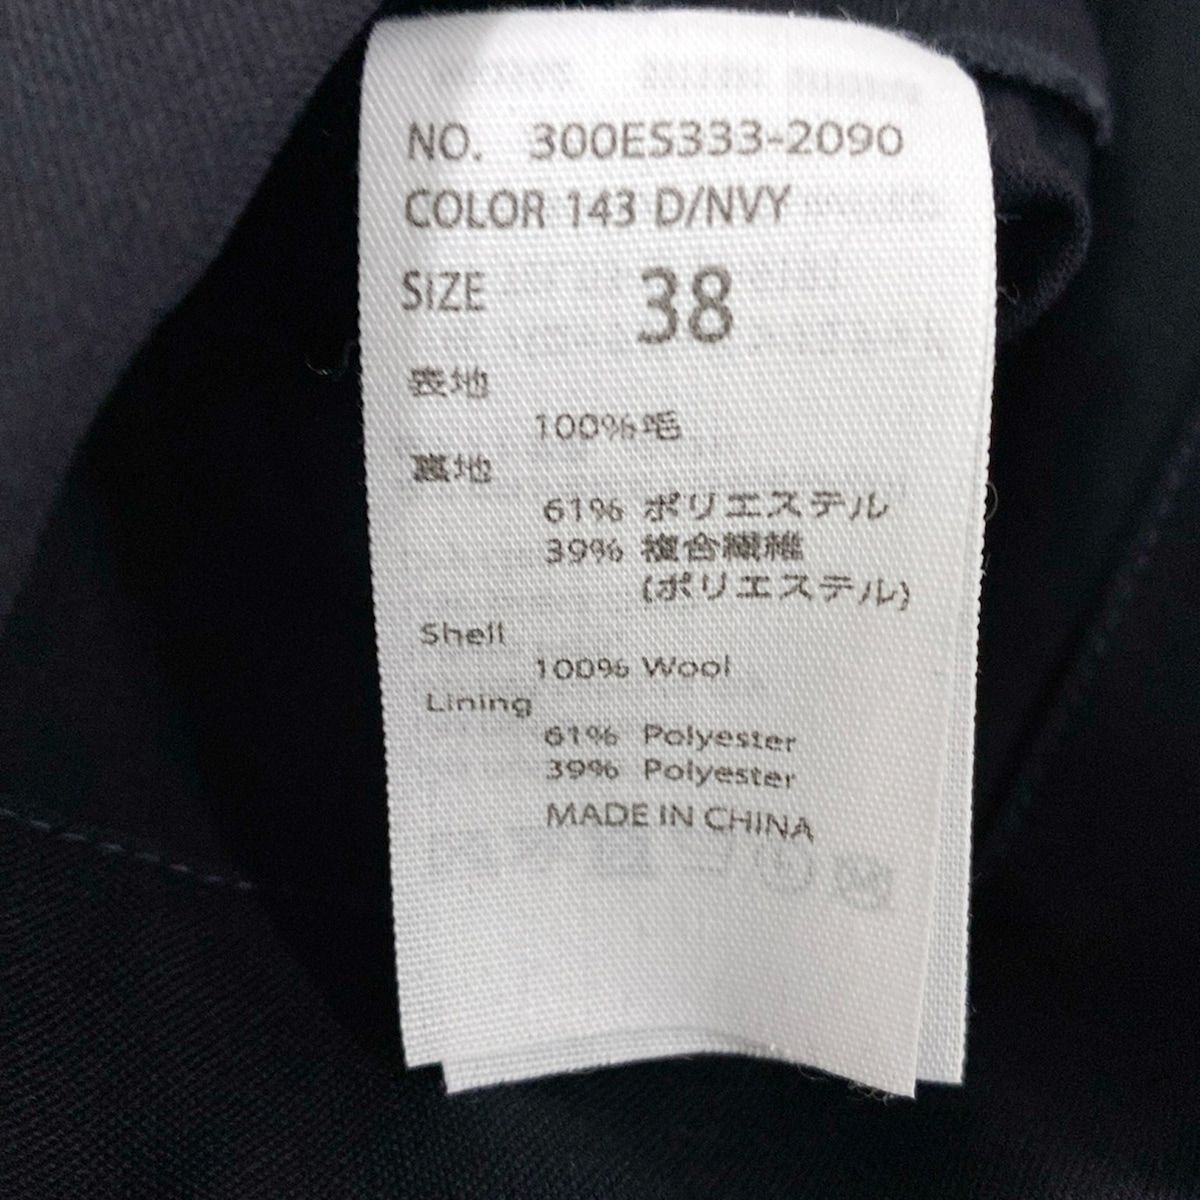 NO. 300ES333-2090
COLOR 143 D/NVY
SIZE 38
表地
100%毛
裏地
61% ポリエステル
39% 複合繊維
(ポリエステル)
Shell
100% Wool
Lining
61% Polyester
39% Polyester
MADE IN CHINA